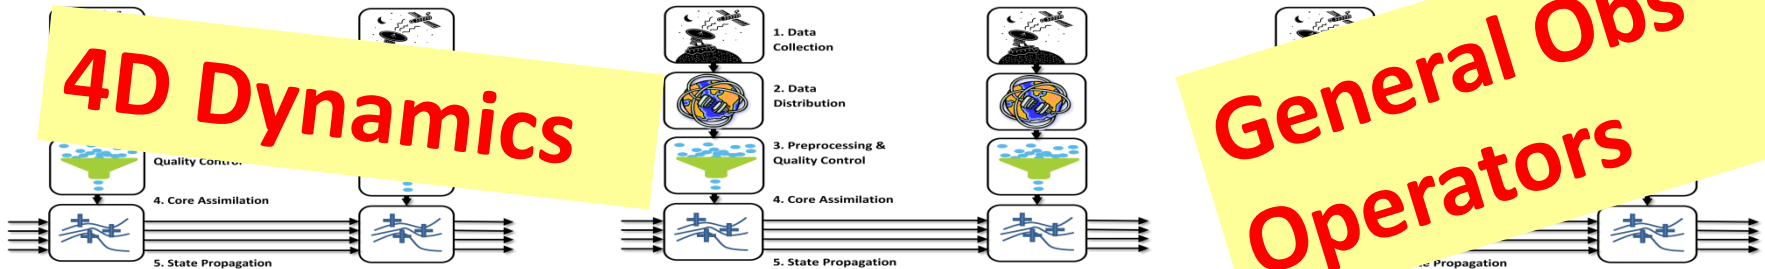 4D Dynamics
Quality Control
4. Core Assimilation
5. State Propagation
1. Data
Collection
2. Data
Distribution
3. Preprocessing &
Quality Control
4. Core Assimilation
5. State Propagation
General Obs
Operators
Propagation